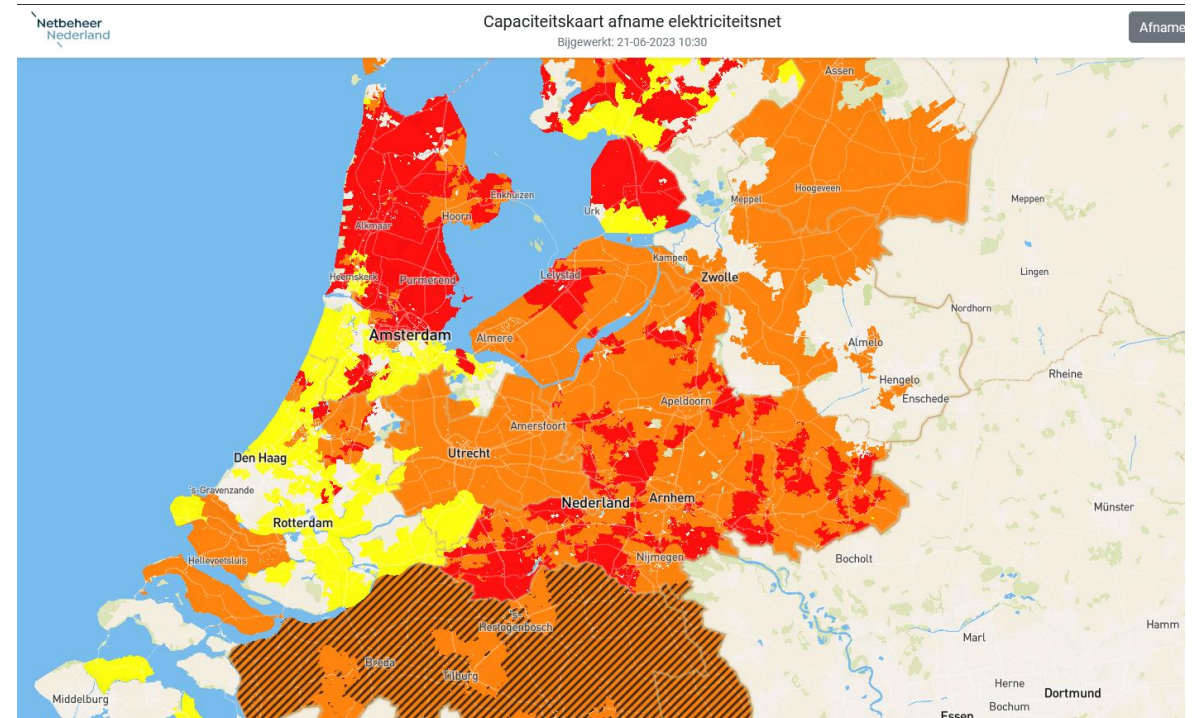 Netbeheer
Nederland
Capaciteitskaart afname elektriciteitsnet
Bijgewerkt: 21-06-2023 10:30
Afname
Assen
Hoogeveen
Meppel
Meppen
Enkhuizen
Urk
Hoorn
Alkmaar
Kampen
Lingen
Heemskerk
Purmerend
Lelystad
Zwolle
Nordhorn
Amsterdam
Almere
Almelo
Rheine
Hengelo
Enschede
Apeldoorn
Amersfoort
Den Haag
Utrecht
's-Gravenzande
Nederland
Arnhem
Münster
Rotterdam
Hellevoetsluis
Nijmegen
Bocholt
's-
Hertogenbosch
Hamm
Marl
Breda
Tilburg
Middelburg
Herne
Dortmund
Bochum
Essen